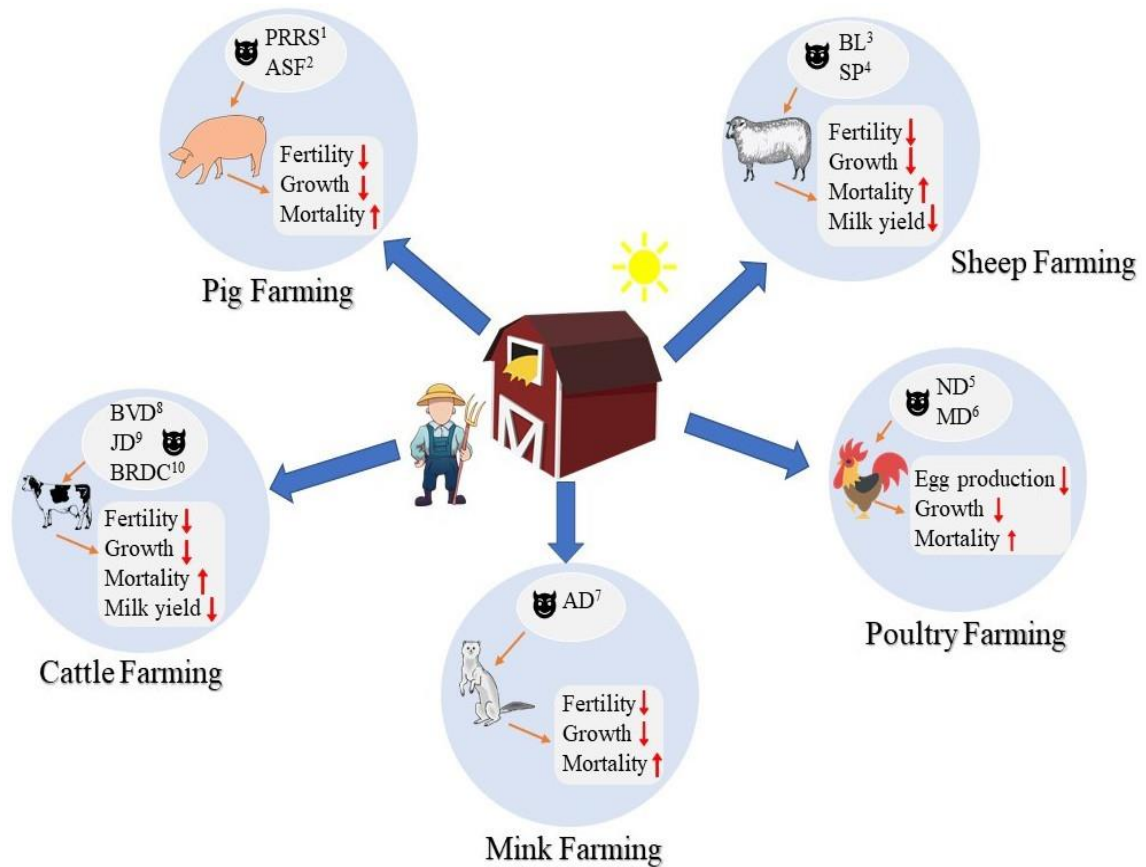 PRRS¹
ASF²
Fertility
Growth
Mortality
Pig Farming
BL³
SP⁴
Fertility
Growth
Mortality
Milk yield
Sheep Farming
ND⁵
MD⁶
Egg production
Growth
Mortality
Poultry Farming
BVD⁸
JD⁹
BRDC¹⁰
Fertility
Growth
Mortality
Milk yield
Cattle Farming
AD⁷
Fertility
Growth
Mortality
Mink Farming